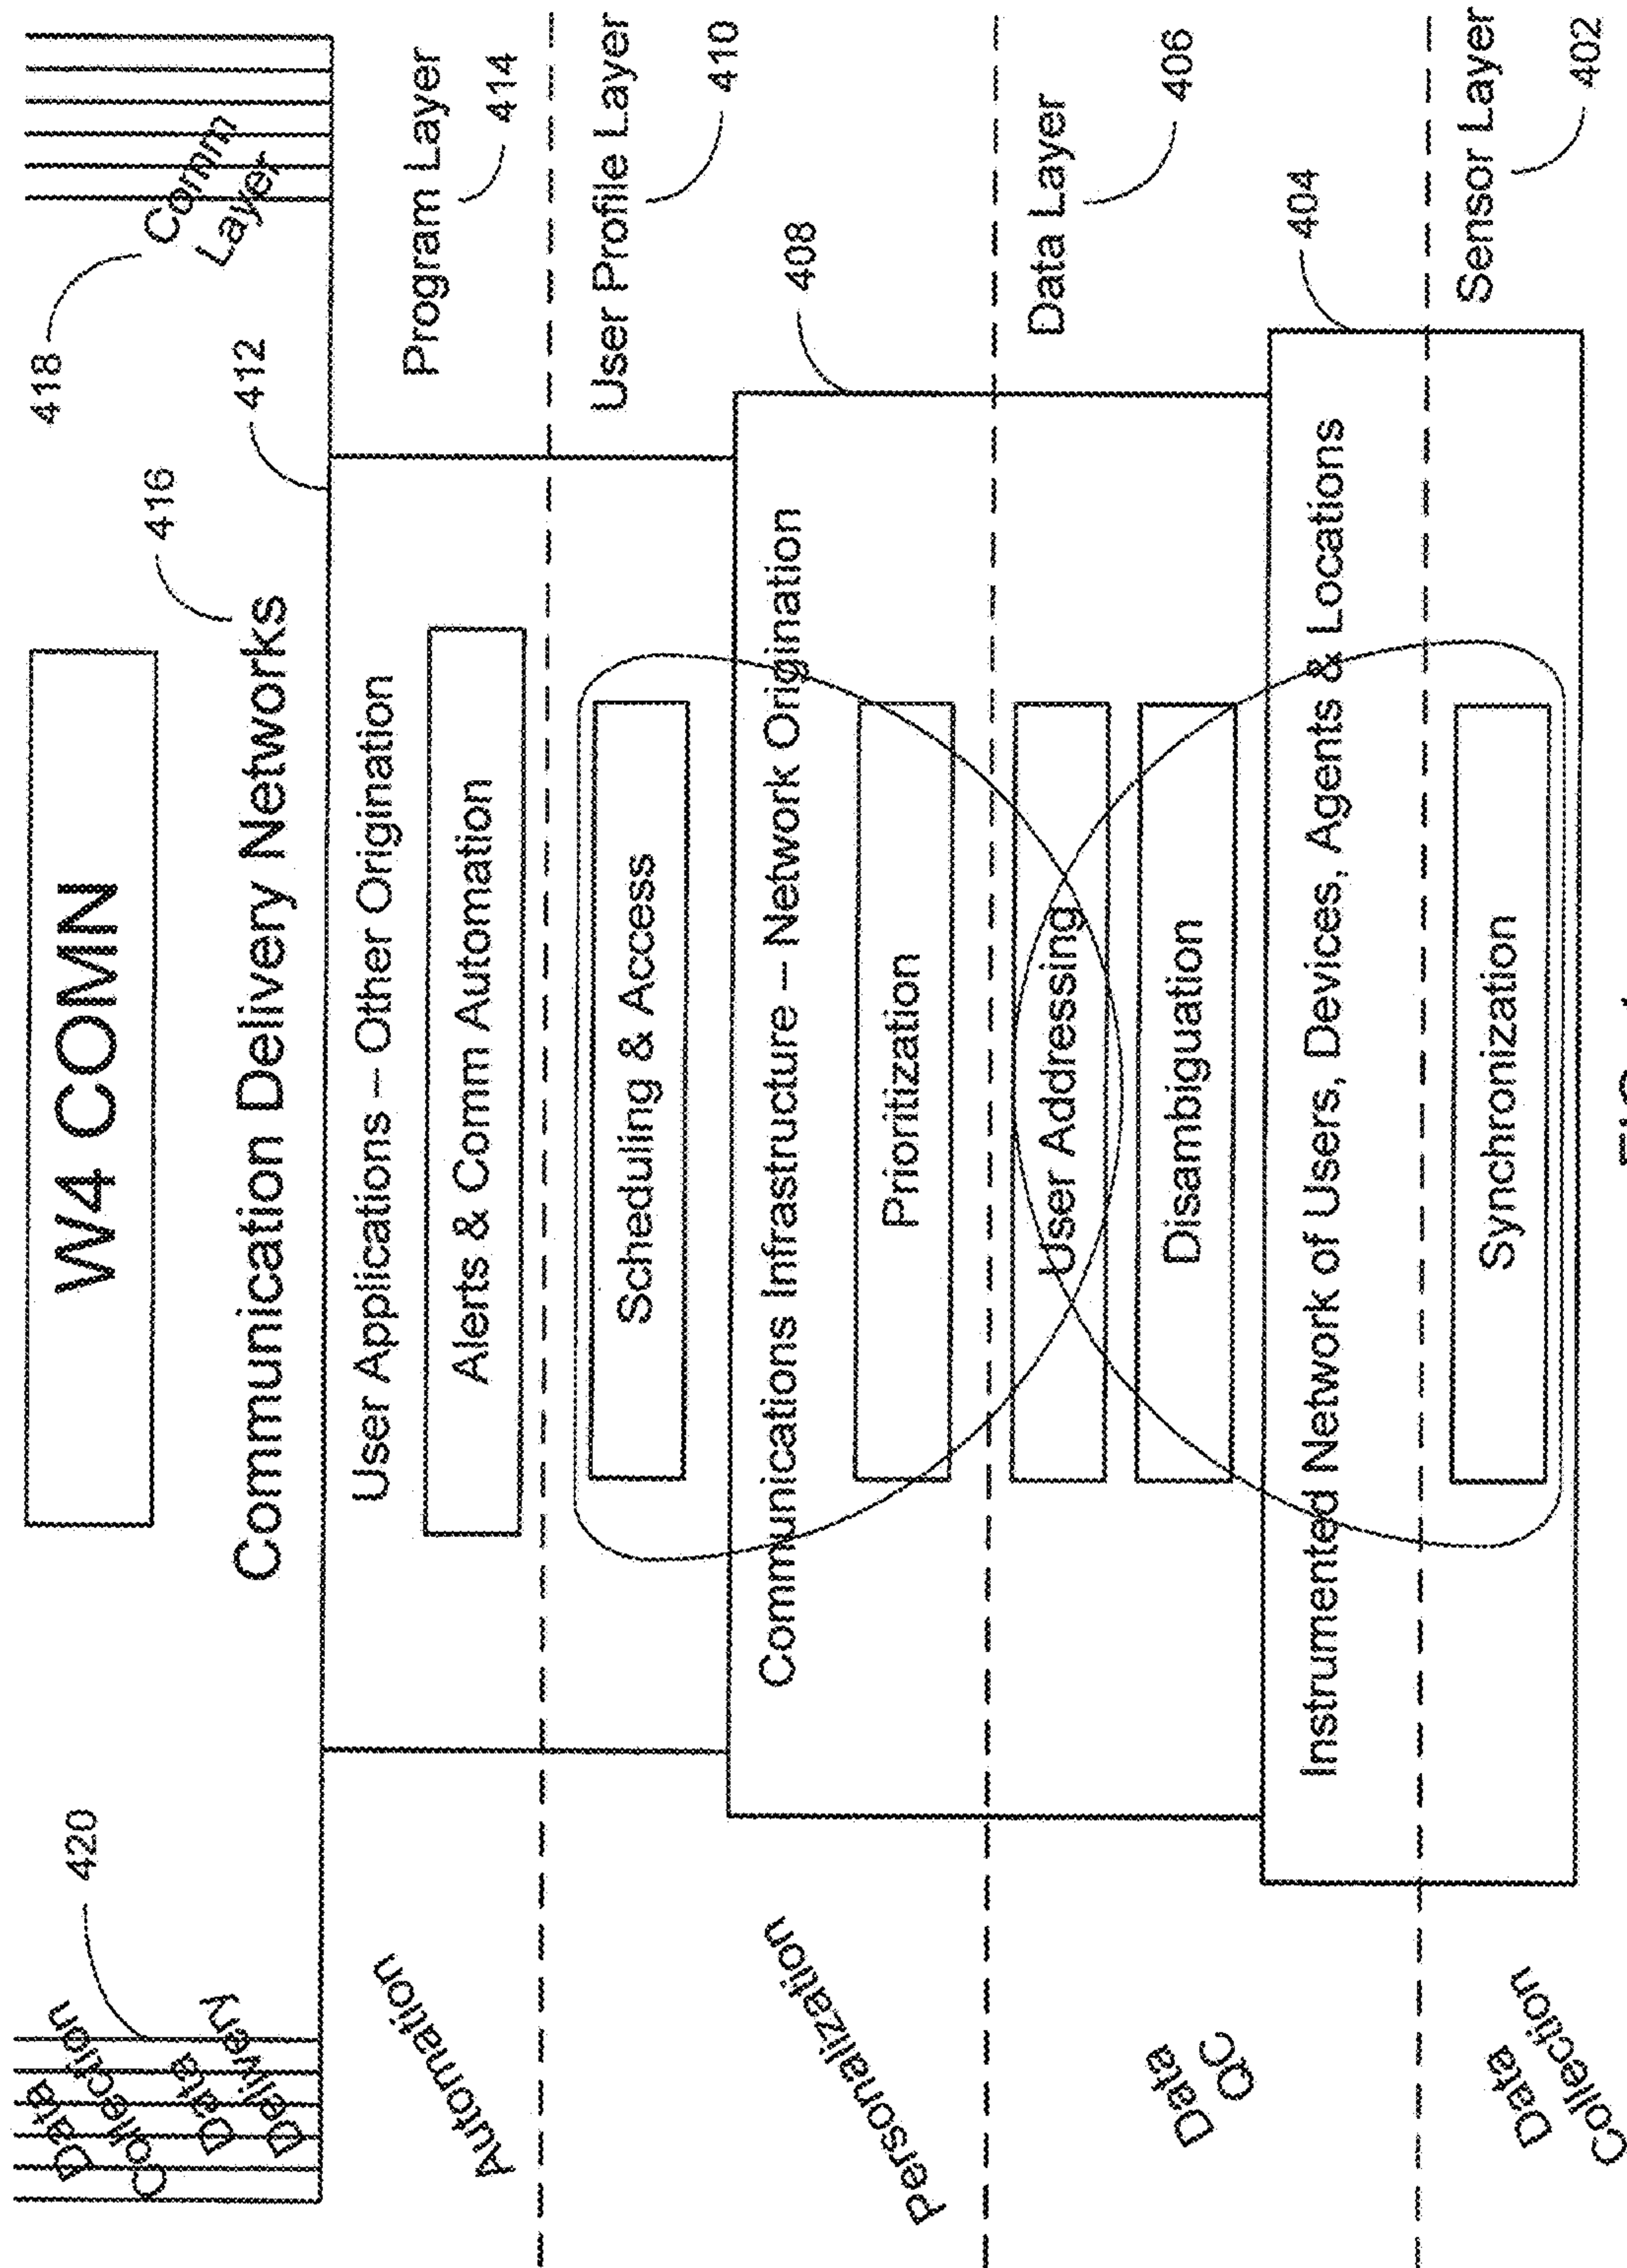 W4 COMN
418
Comm
Layer
420
Data
Collection
Data
Delivery
416
Communication Delivery Networks
412
User Applications – Other Origination
Program Layer
414
Automation
Alerts & Comm Automation
User Profile Layer
410
Scheduling & Access
Communications Infrastructure – Network Origination
408
Personalization
Prioritization
Data Layer
406
User Addressing
Data
QC
Disambiguation
404
Instrumented Network of Users, Devices, Agents & Locations
Sensor Layer
402
Data
Collection
Synchronization